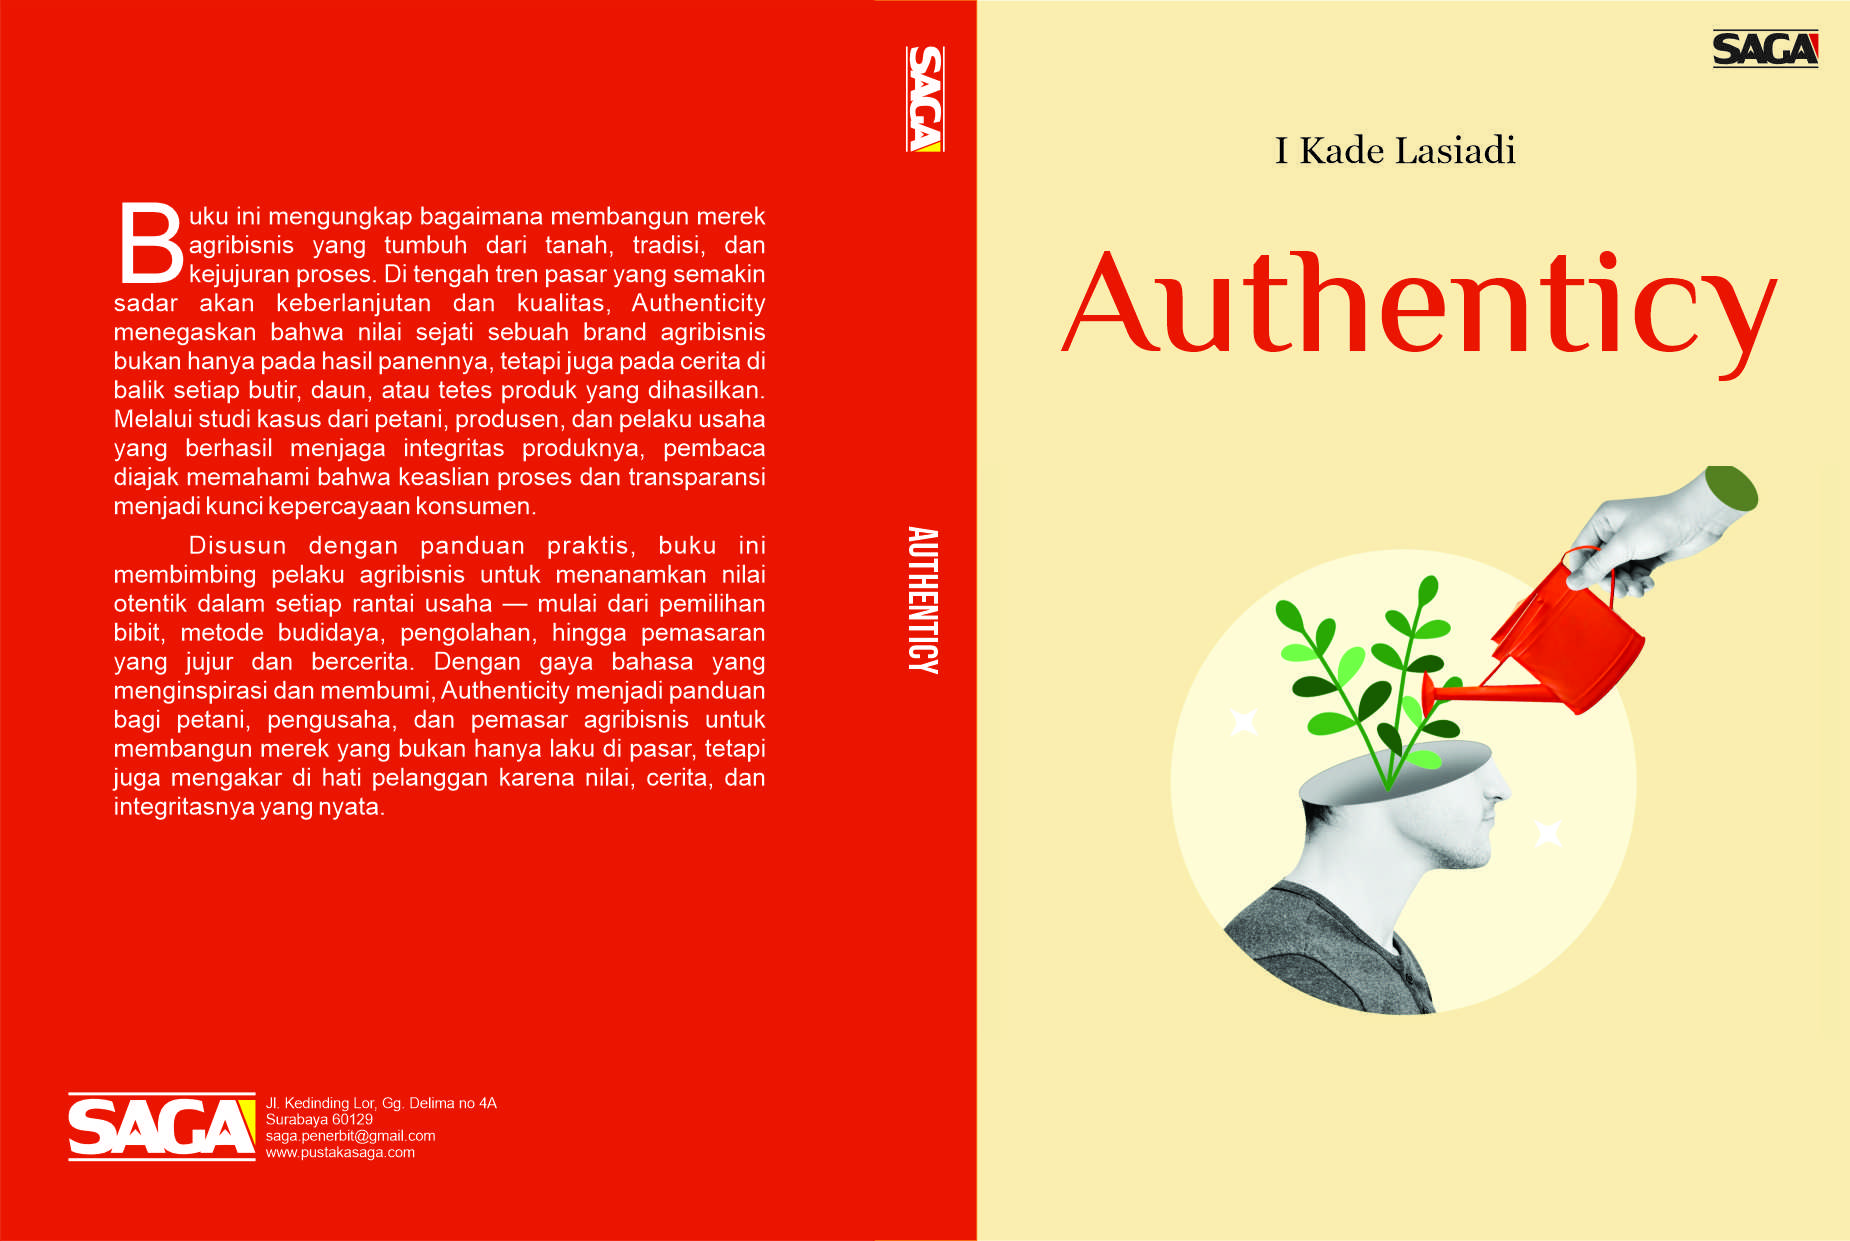 Buku ini mengungkap bagaimana membangun merek
agribisnis yang tumbuh dari tanah, tradisi, dan
kejujuran proses. Di tengah tren pasar yang semakin
sadar akan keberlanjutan dan kualitas, Authenticity
menegaskan bahwa nilai sejati sebuah brand agribisnis
bukan hanya pada hasil panennya, tetapi juga pada cerita di
balik setiap butir, daun, atau tetes produk yang dihasilkan.
Melalui studi kasus dari petani, produsen, dan pelaku usaha
yang berhasil menjaga integritas produknya, pembaca
diajak memahami bahwa keaslian proses dan transparansi
menjadi kunci kepercayaan konsumen.
Disusun dengan panduan praktis, buku ini
membimbing pelaku agribisnis untuk menanamkan nilai
otentik dalam setiap rantai usaha — mulai dari pemilihan
bibit, metode budidaya, pengolahan, hingga pemasaran
yang jujur dan bercerita. Dengan gaya bahasa yang
menginspirasi dan membumi, Authenticity menjadi panduan
bagi petani, pengusaha, dan pemasar agribisnis untuk
membangun merek yang bukan hanya laku di pasar, tetapi
juga mengakar di hati pelanggan karena nilai, cerita, dan
integritasnya yang nyata.
SAGA
Jl. Kedinding Lor, Gg. Delima no 4A
Surabaya 60129
saga.penerbit@gmail.com
www.pustakasaga.com
SAGA
AUTHENTICY
SAGA
I Kade Lasiadi
Authenticy